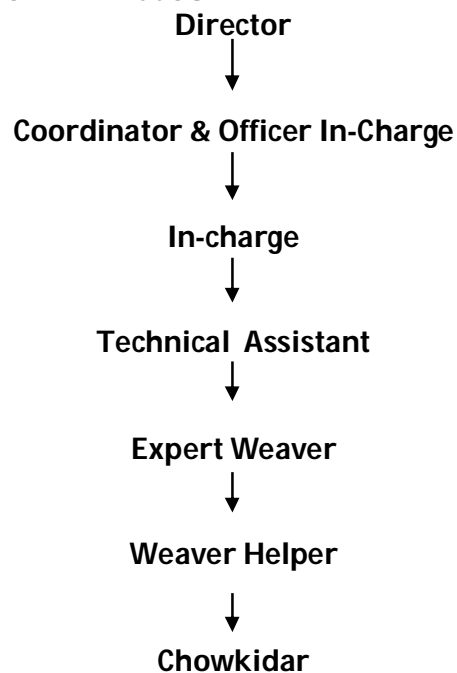 Director
Coordinator & Officer In-Charge
In-charge
Technical Assistant
Expert Weaver
Weaver Helper
Chowkidar